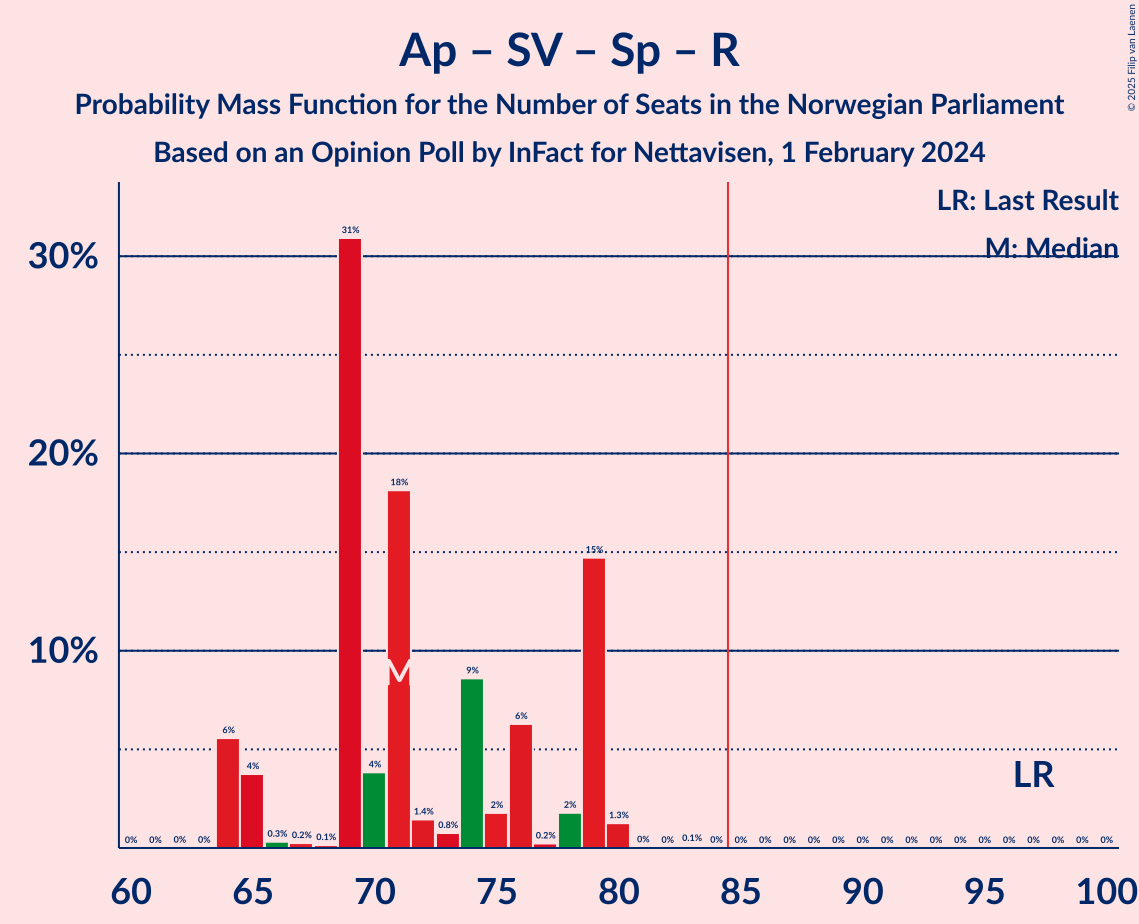 Ap – SV – Sp – R
Probability Mass Function for the Number of Seats in the Norwegian Parliament
Based on an Opinion Poll by InFact for Nettavisen, 1 February 2024
© 2025 Filip van Laenen
LR: Last Result
M: Median
30%
20%
10%
0% 0% 0% 0% 6% 4% 0.3% 0.2% 0.1% 31% 4% 18% 1.4% 0.8% 9% 2% 6% 0.2% 2% 15% 1.3% 0% 0% 0.1% 0% 0% 0% 0% 0% 0% 0% 0% 0% 0% 0% 0% 0% 0% 0% 0% 0%
M
LR
60 65 70 75 80 85 90 95 100